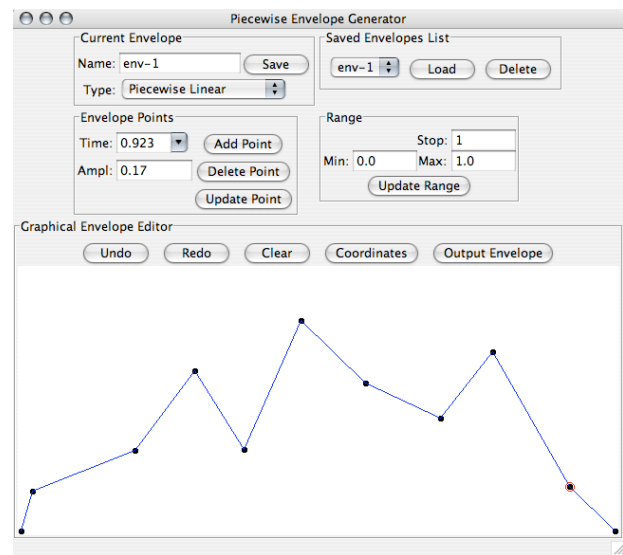 Piecewise Envelope Generator
Current Envelope
Name: env-1 Save
Type: Piecewise Linear
Saved Envelopes List
env-1 Load Delete
Envelope Points
Time: 0.923 Add Point
Ampl: 0.17 Delete Point
Update Point
Range
Stop: 1
Min: 0.0 Max: 1.0
Update Range
Graphical Envelope Editor
Undo Redo Clear Coordinates Output Envelope